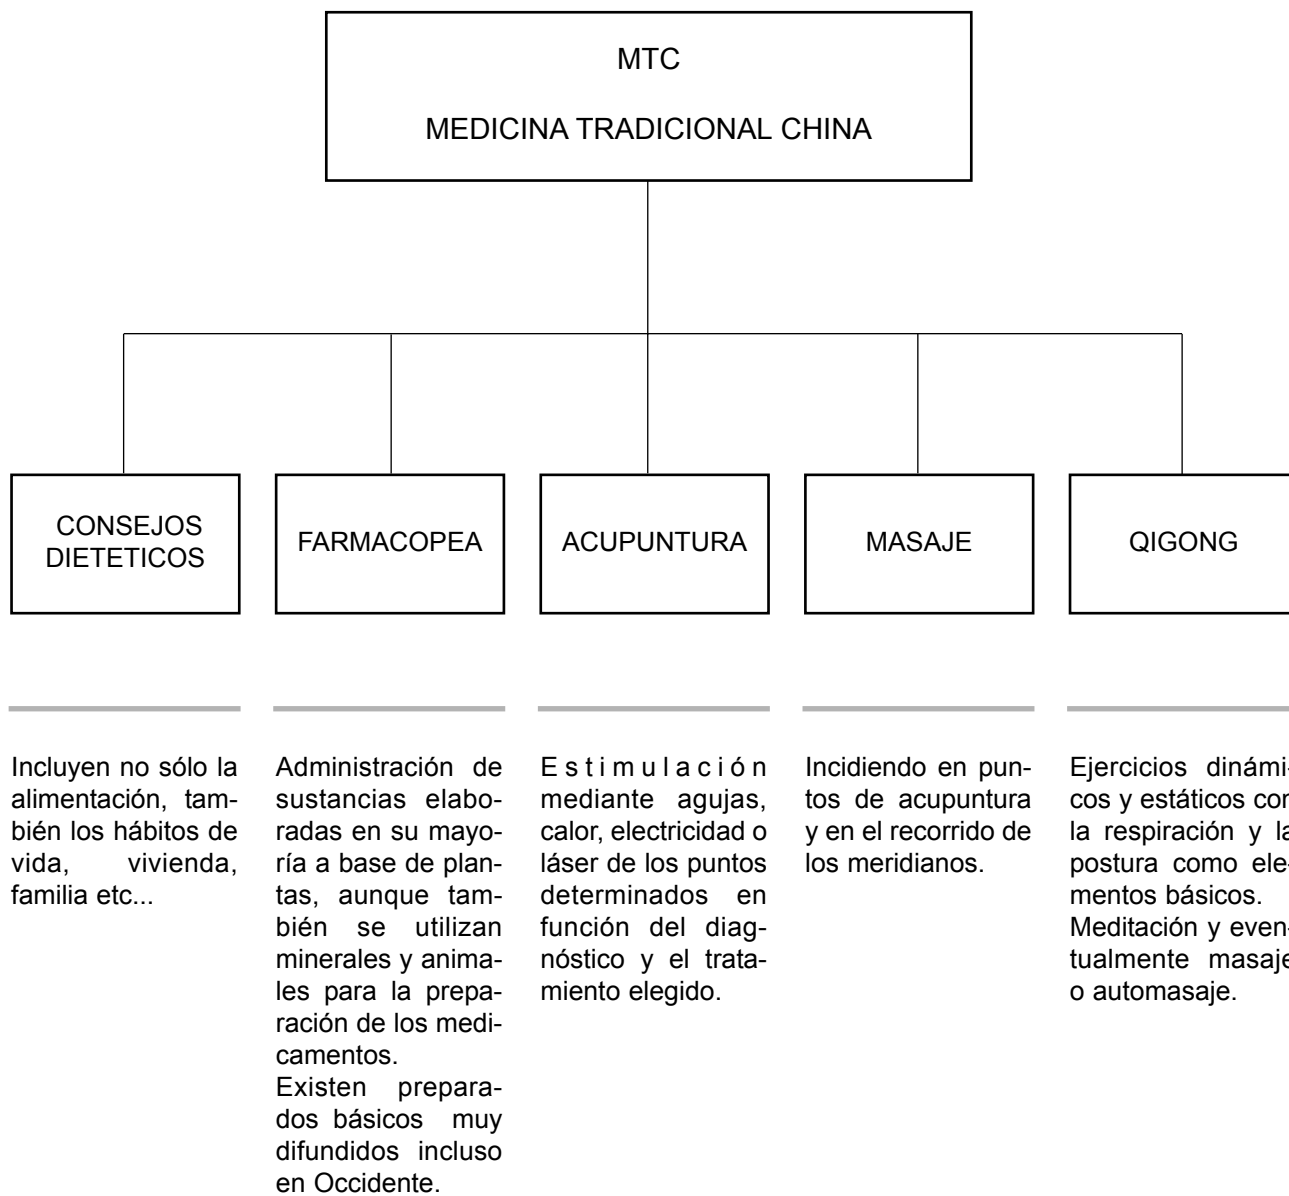 MTC
MEDICINA TRADICIONAL CHINA
CONSEJOS
DIETETICOS
FARMACOPEA
ACUPUNTURA
MASAJE
QIGONG
Incluyen no sólo la
alimentación, tam-
bién los hábitos de
vida, vivienda,
familia etc...
Administración de
sustancias elabo-
radas en su mayo-
ría a base de plan-
tas, aunque tam-
bién se utilizan
minerales y anima-
les para la prepa-
ración de los medi-
camentos.
Existen prepara-
dos básicos muy
difundidos incluso
en Occidente.
Estimulación
mediante agujas,
calor, electricidad o
láser de los puntos
determinados en
función del diag-
nóstico y el trata-
miento elegido.
Incidiendo en pun-
tos de acupuntura
y en el recorrido de
los meridianos.
Ejercicios dinámi-
cos y estáticos con
la respiración y la
postura como ele-
mentos básicos.
Meditación y even-
tualmente masaje
o automasaje.